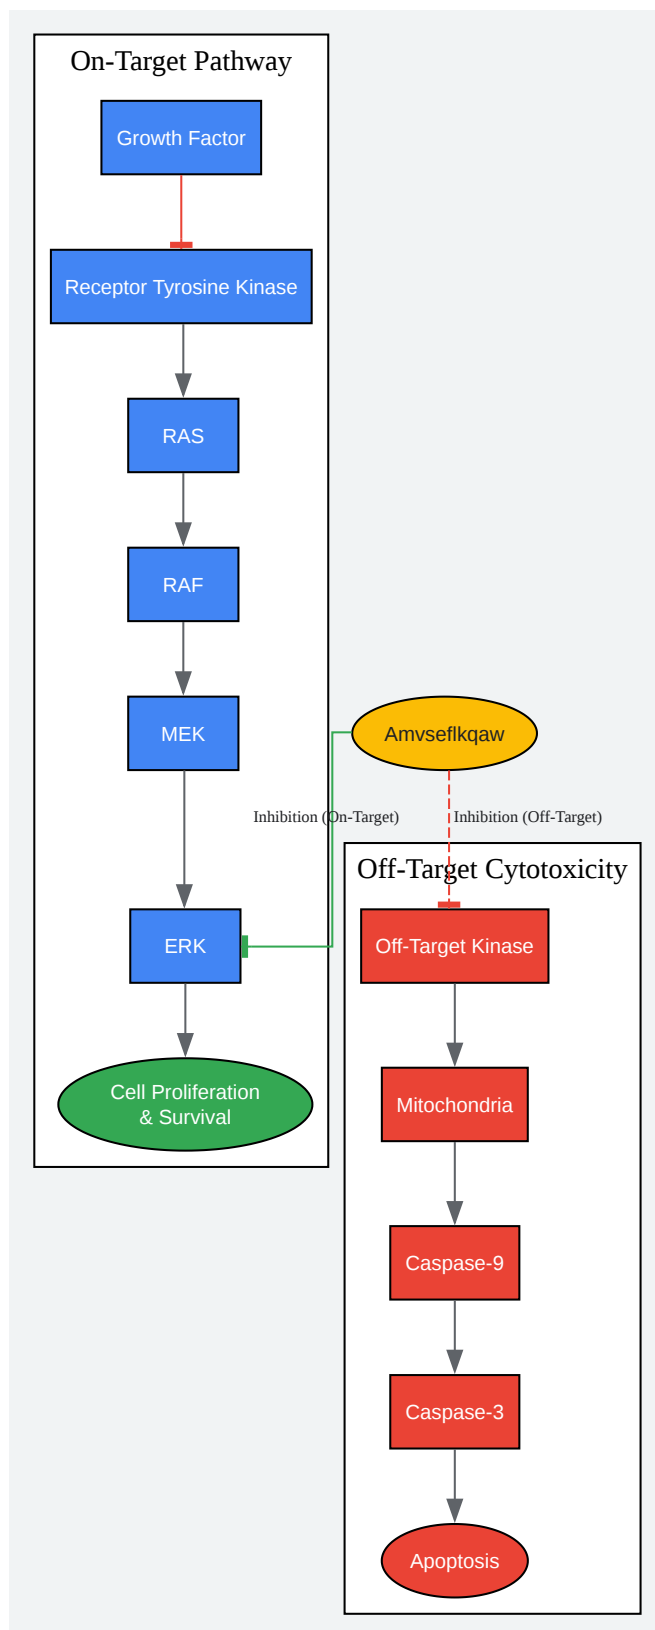 On-Target Pathway
Growth Factor
Receptor Tyrosine Kinase
RAS
RAF
MEK
Amvseflkqaw
Inhibition (On-Target)
Inhibition (Off-Target)
Off-Target Cytotoxicity
ERK
Off-Target Kinase
Cell Proliferation
& Survival
Mitochondria
Caspase-9
Caspase-3
Apoptosis